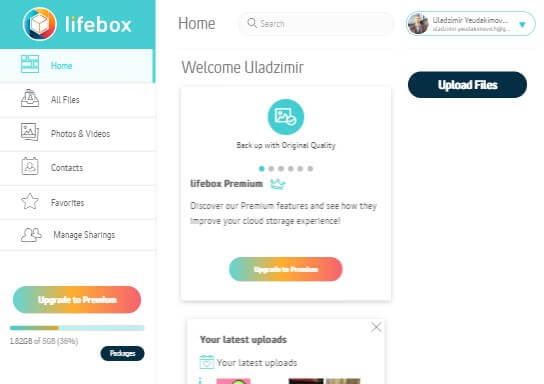 lifebox
Home
Search
Uladzimir Yeudakimov...
uladzimir.yeudakimovich@g...
Home
All Files
Photos & Videos
Contacts
Favorites
Manage Sharings
Upgrade to Premium
1.82GB of 5GB (36%)
Packages
Welcome Uladzimir
Upload Files
Back up with Original Quality
lifebox Premium
Discover our Premium features and see how they
improve your cloud storage experience!
Upgrade to Premium
Your latest uploads
Your latest uploads